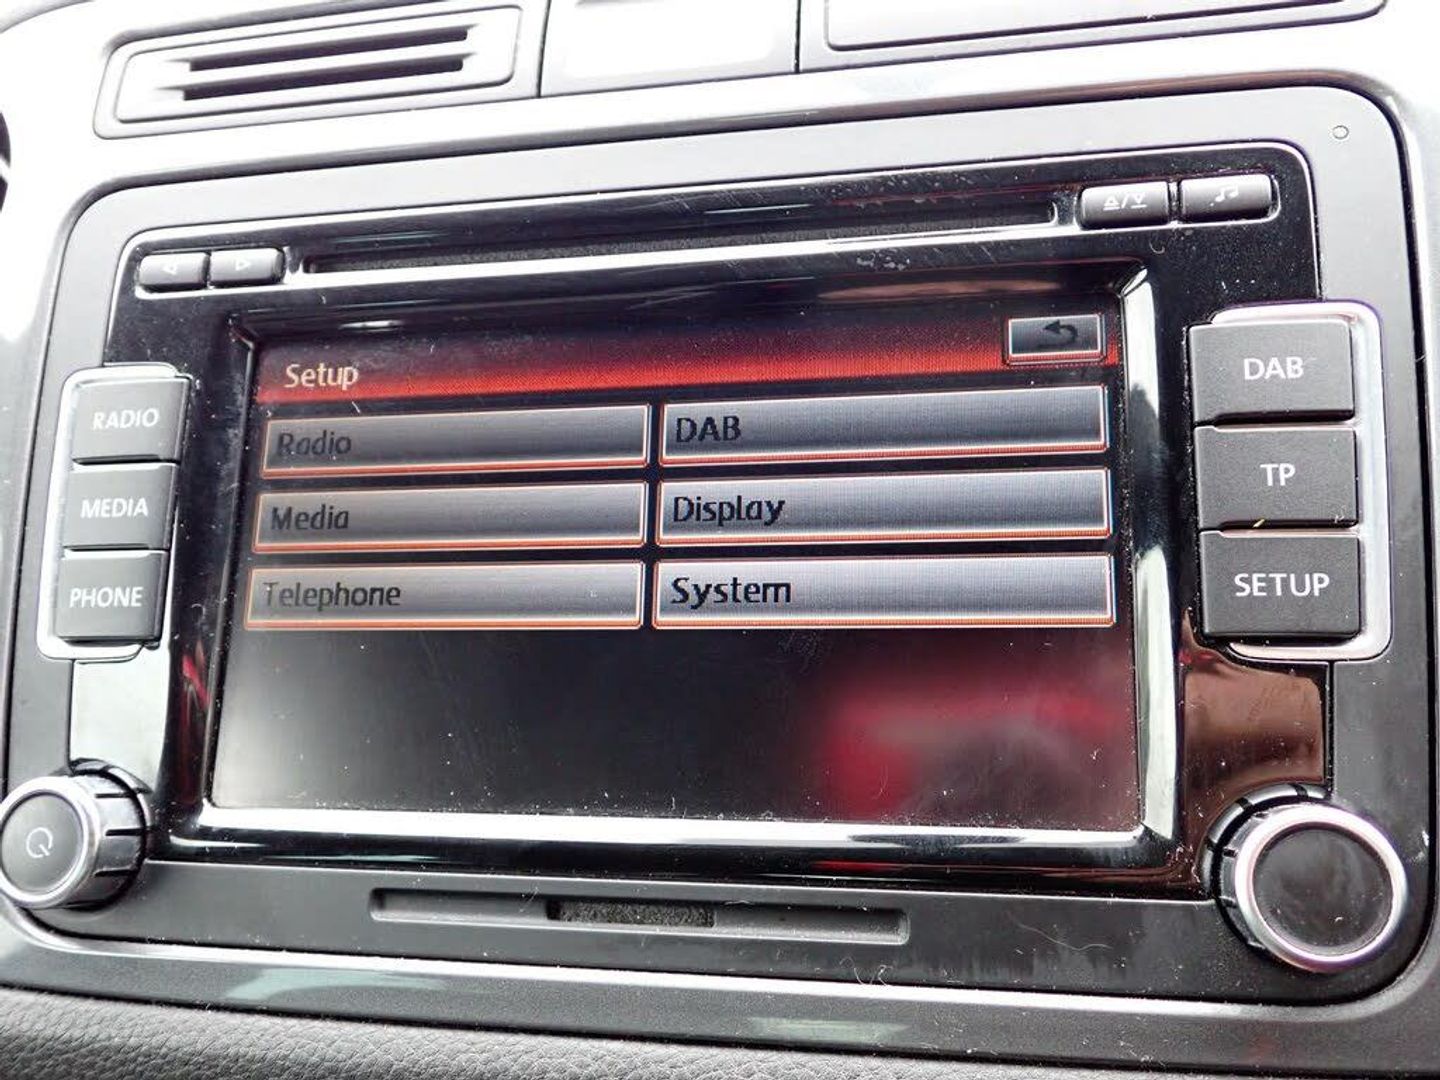 RADIO
MEDIA
PHONE
Setup
Radio
DAB
Media
Display
Telephone
System
DAB
TP
SETUP